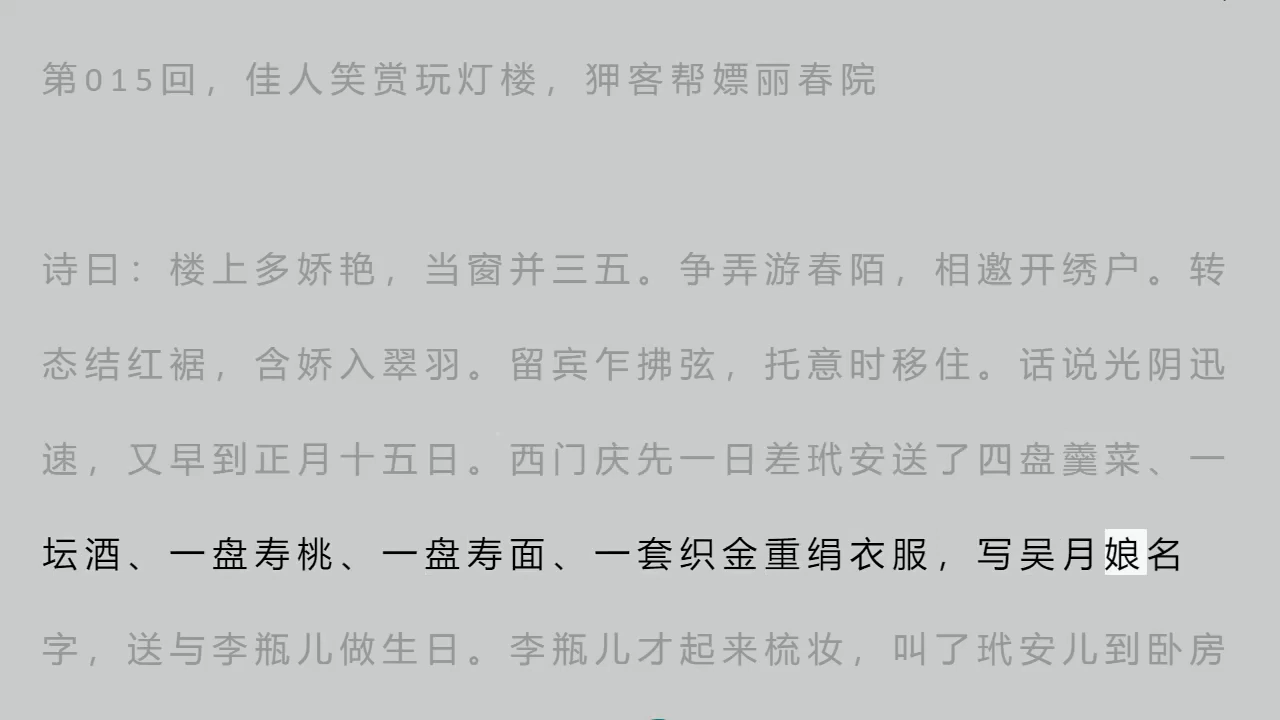 第015回，佳人笑赏玩灯楼，狎客帮嫖丽春院
诗曰：楼上多娇艳，当窗并三五。争弄游春陌，相邀开绣户。转
态结红裾，含娇入翠羽。留宾乍拂弦，托意时移住。话说光阴迅
速，又早到正月十五日。西门庆先一日差玳安送了四盘羹菜、一
坛酒、一盘寿桃、一盘寿面、一套织金重绢衣服，写吴月娘名
字，送与李瓶儿做生日。李瓶儿才起来梳妆，叫了玳安儿到卧房